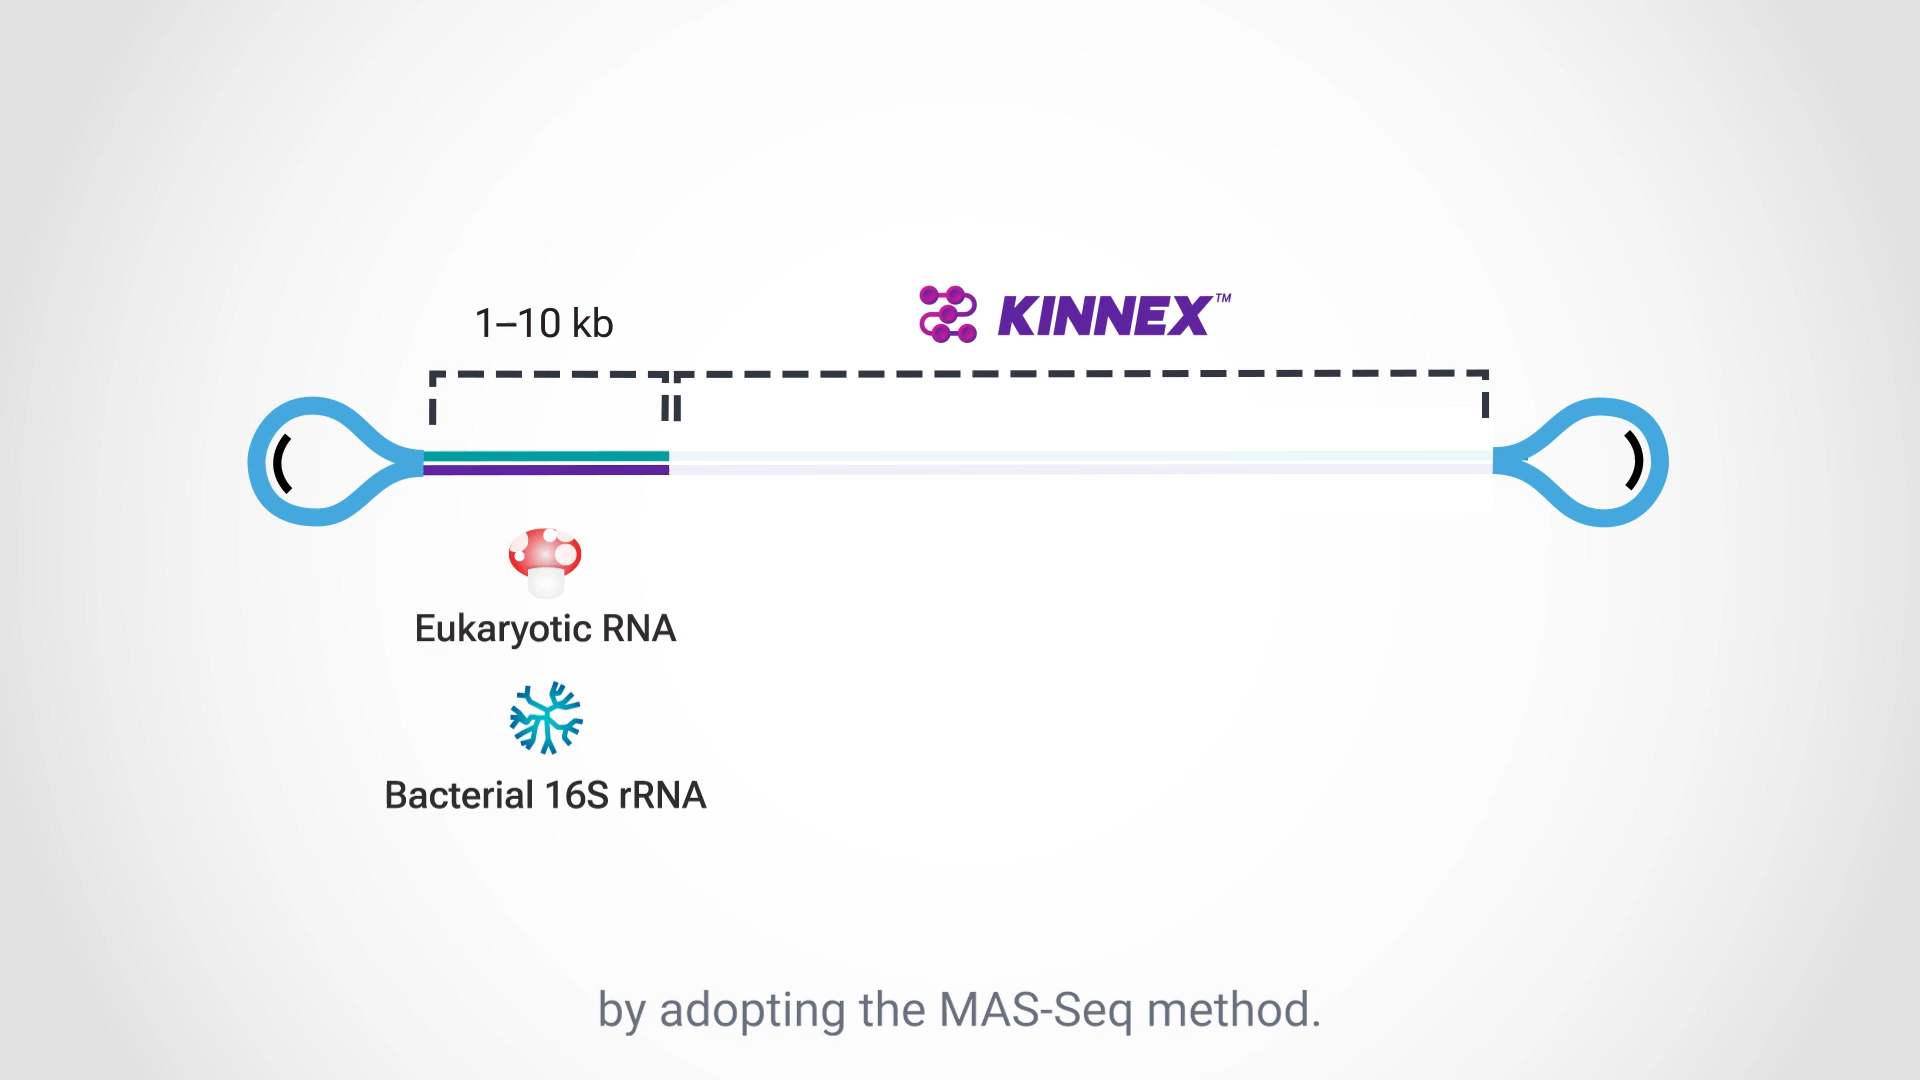 1–10 kb
KINNEX™
Eukaryotic RNA
Bacterial 16S rRNA
by adopting the MAS-Seq method.